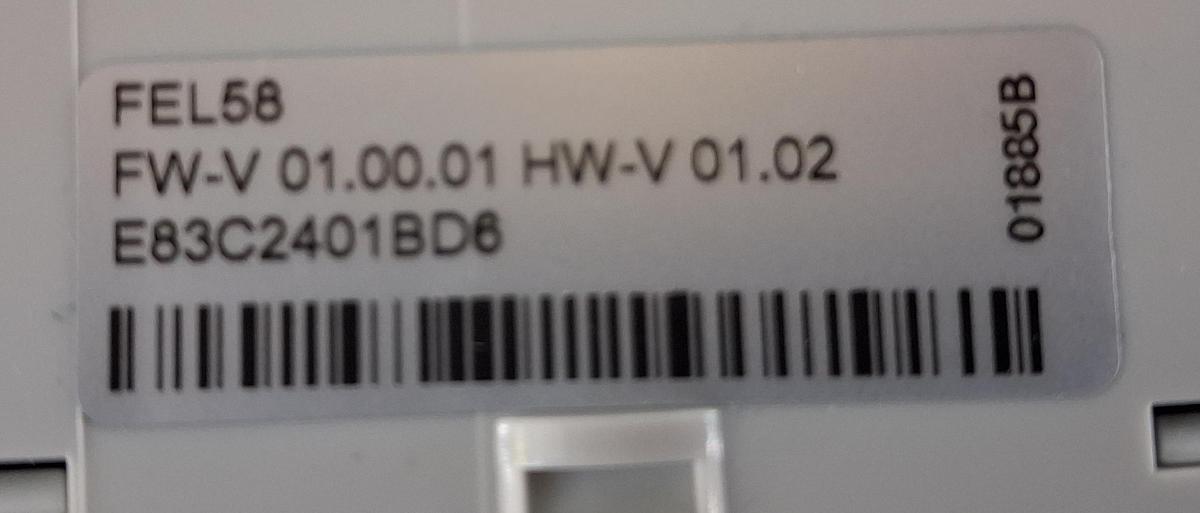 FEL58
FW-V 01.00.01 HW-V 01.02
E83C2401BD6
01885B